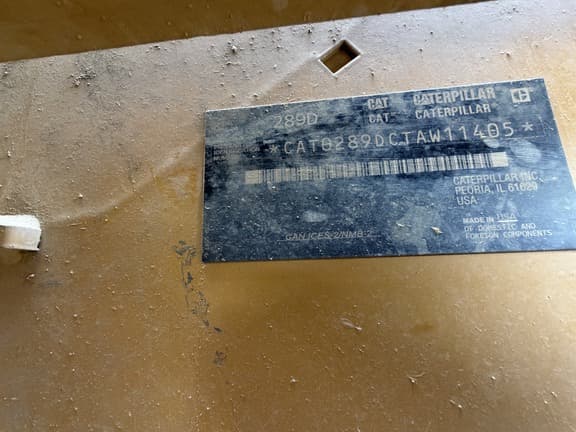 289D
CAT CATERPILLAR
CAT CATERPILLAR
*CAT0289DCTAW11405*
CATERPILLAR INC.
PEORIA, IL 61629
USA
MADE IN USA
OF DOMESTIC AND
FOREIGN COMPONENTS
CAN ICES-2/NMB-2